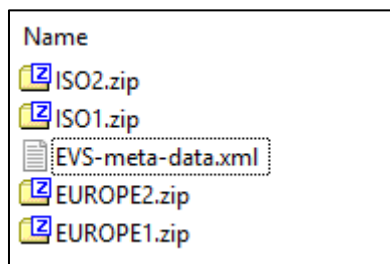 Name
ISO2.zip
ISO1.zip
EVS-meta-data.xml
EUROPE2.zip
EUROPE1.zip